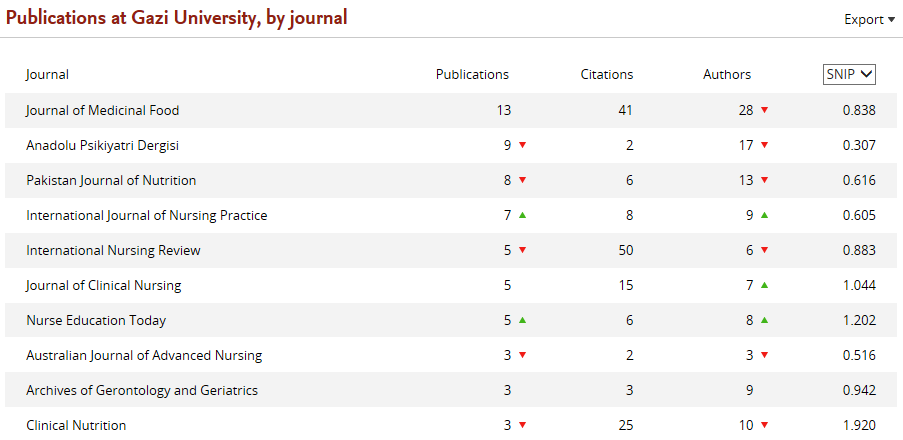 Publications at Gazi University, by journal
Export
Journal Publications Citations Authors SNIP
Journal of Medicinal Food 13 41 28 0.838
Anadolu Psikiyatri Dergisi 9 2 17 0.307
Pakistan Journal of Nutrition 8 6 13 0.616
International Journal of Nursing Practice 7 8 9 0.605
International Nursing Review 5 50 6 0.883
Journal of Clinical Nursing 5 15 7 1.044
Nurse Education Today 5 6 8 1.202
Australian Journal of Advanced Nursing 3 2 3 0.516
Archives of Gerontology and Geriatrics 3 3 9 0.942
Clinical Nutrition 3 25 10 1.920